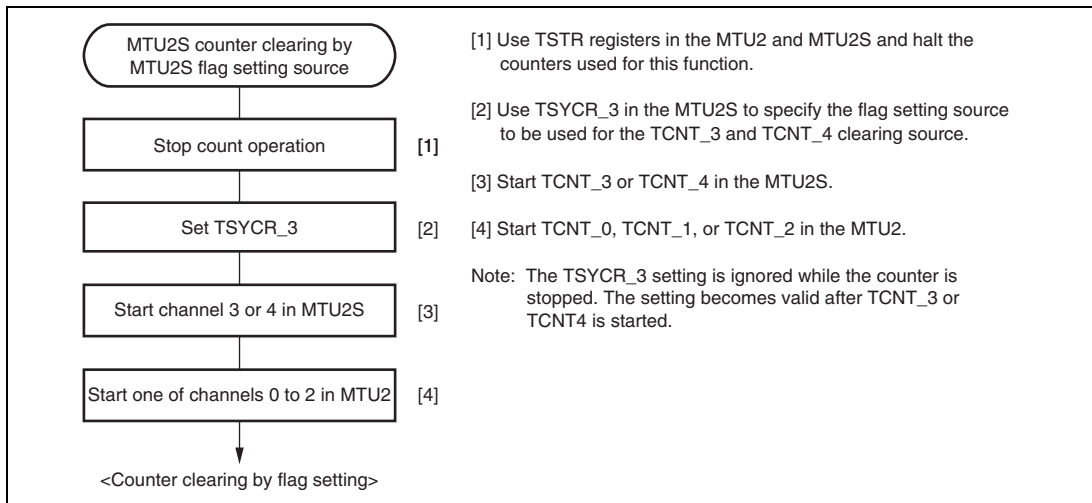 MTU2S counter clearing by
MTU2S flag setting source
Stop count operation
[1]
Set TSYCR_3
[2]
Start channel 3 or 4 in MTU2S
[3]
Start one of channels 0 to 2 in MTU2
[4]
<Counter clearing by flag setting>
[1] Use TSTR registers in the MTU2 and MTU2S and halt the
counters used for this function.
[2] Use TSYCR_3 in the MTU2S to specify the flag setting source
to be used for the TCNT_3 and TCNT_4 clearing source.
[3] Start TCNT_3 or TCNT_4 in the MTU2S.
[4] Start TCNT_0, TCNT_1, or TCNT_2 in the MTU2.
Note: The TSYCR_3 setting is ignored while the counter is
stopped. The setting becomes valid after TCNT_3 or
TCNT4 is started.